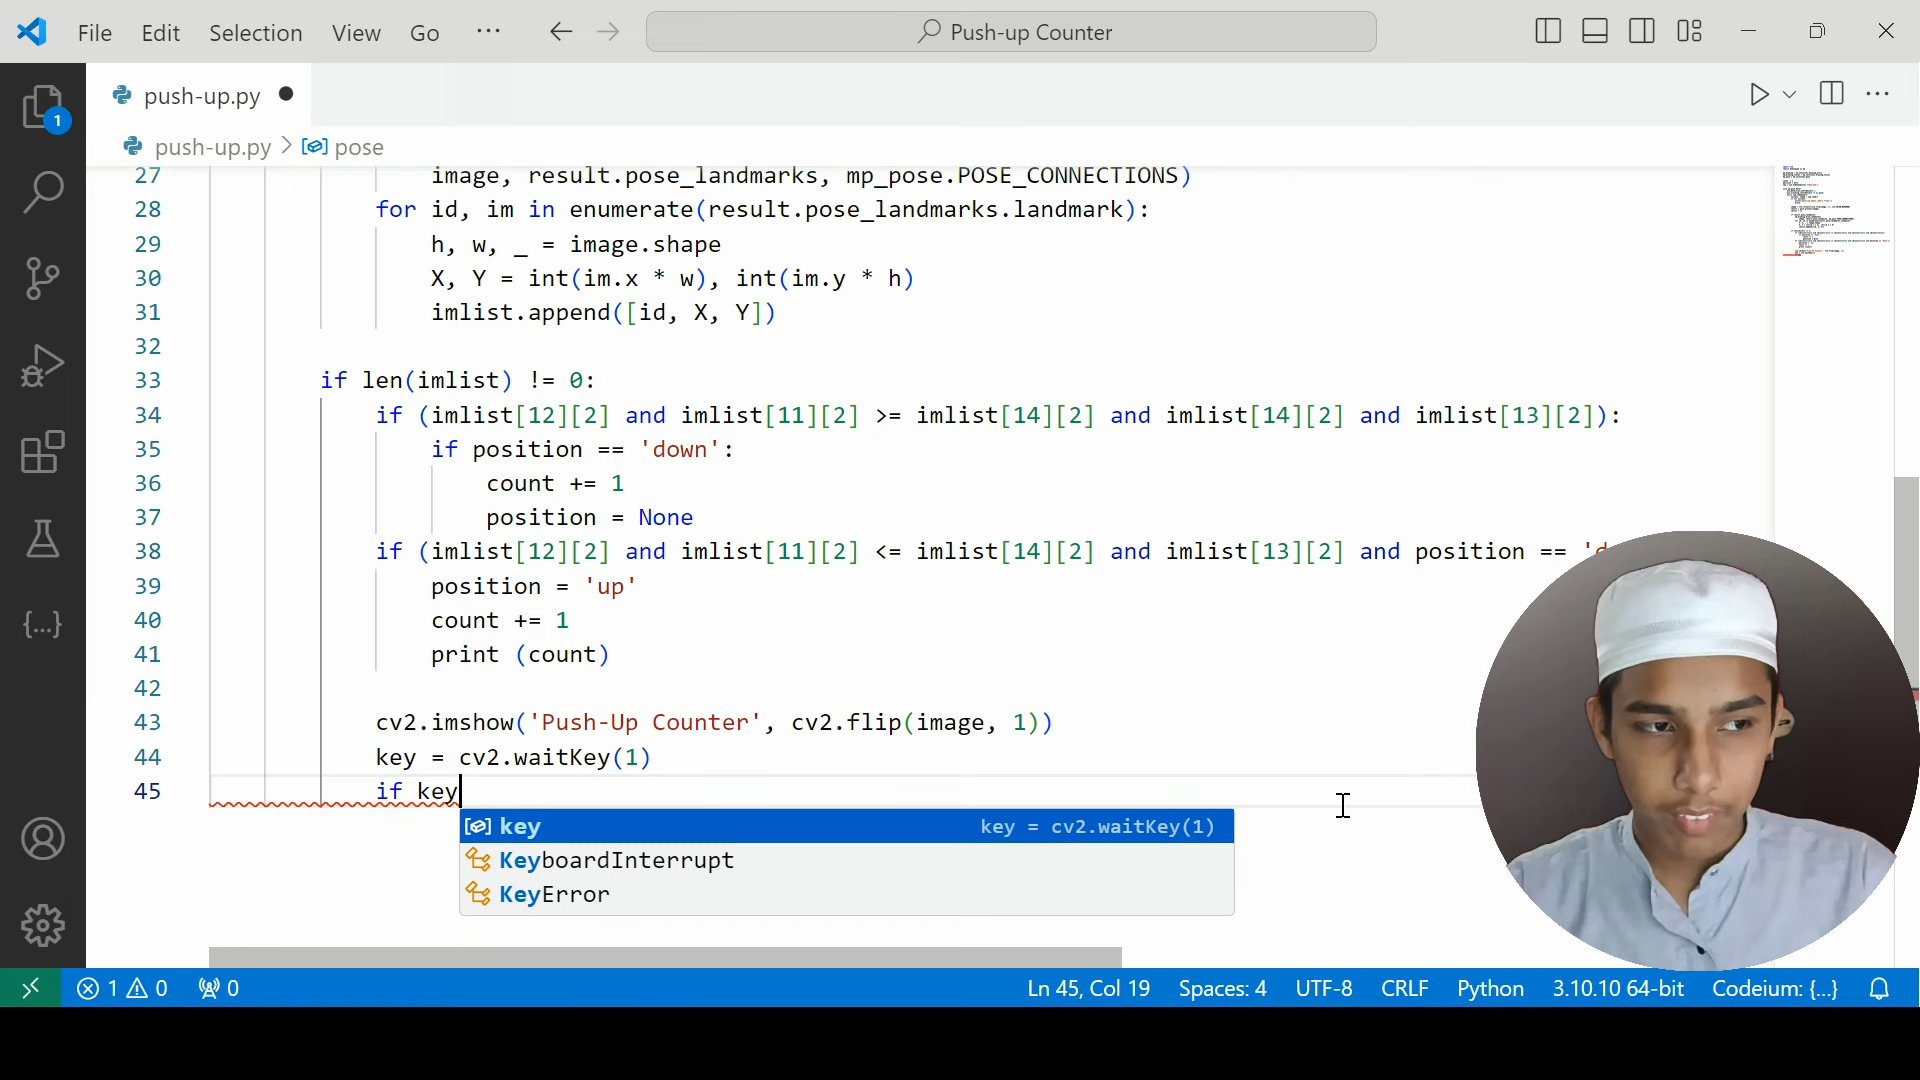 File Edit Selection View Go ··· Push-up Counter
push-up.py
push-up.py > pose
1
27 image, result.pose_landmarks, mp_pose.POSE_CONNECTIONS)
28 for id, im in enumerate(result.pose_landmarks.landmark):
29 h, w, _ = image.shape
30 X, Y = int(im.x * w), int(im.y * h)
31 imlist.append([id, X, Y])
32
33 if len(imlist) != 0:
34 if (imlist[12][2] and imlist[11][2] >= imlist[14][2] and imlist[14][2] and imlist[13][2]):
35 if position == 'down':
36 count += 1
37 position = None
38 if (imlist[12][2] and imlist[11][2] <= imlist[14][2] and imlist[13][2] and position == 'd
39 position = 'up'
40 count += 1
41 print (count)
42
43 cv2.imshow('Push-Up Counter', cv2.flip(image, 1))
44 key = cv2.waitKey(1)
45 if key
key key = cv2.waitKey(1)
KeyboardInterrupt
KeyError
1 0 0 Ln 45, Col 19 Spaces: 4 UTF-8 CRLF Python 3.10.10 64-bit Codeium: {...}